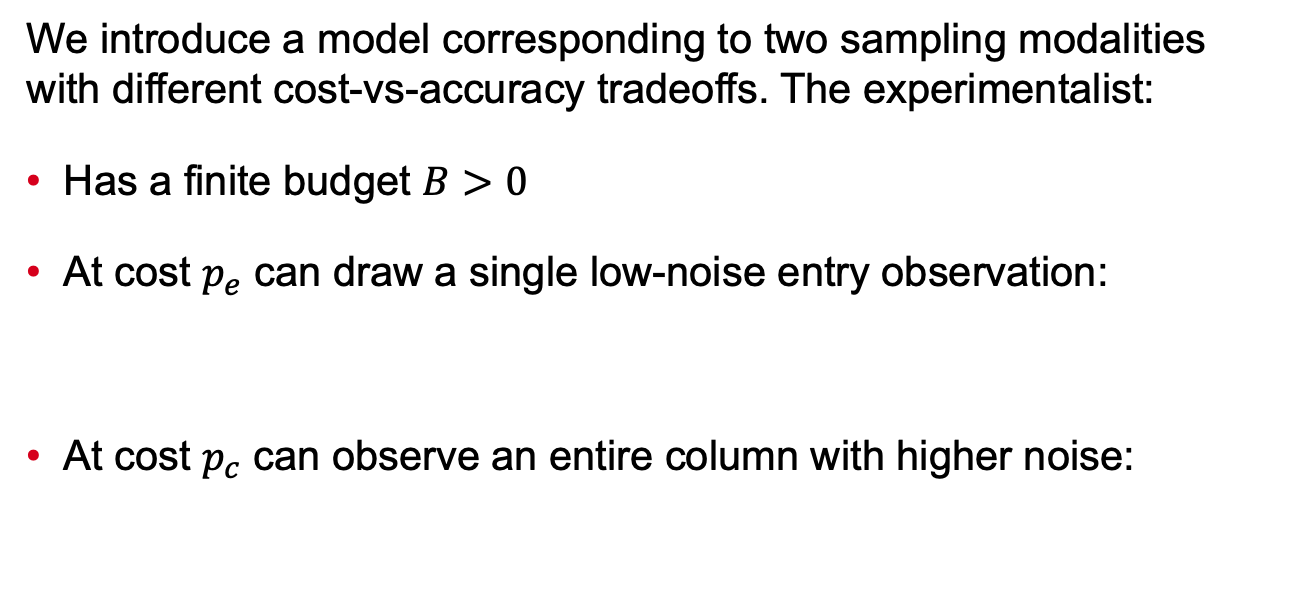 We introduce a model corresponding to two sampling modalities
with different cost-vs-accuracy tradeoffs. The experimentalist:
• Has a finite budget B > 0
• At cost pₑ can draw a single low-noise entry observation:
• At cost p_c can observe an entire column with higher noise: